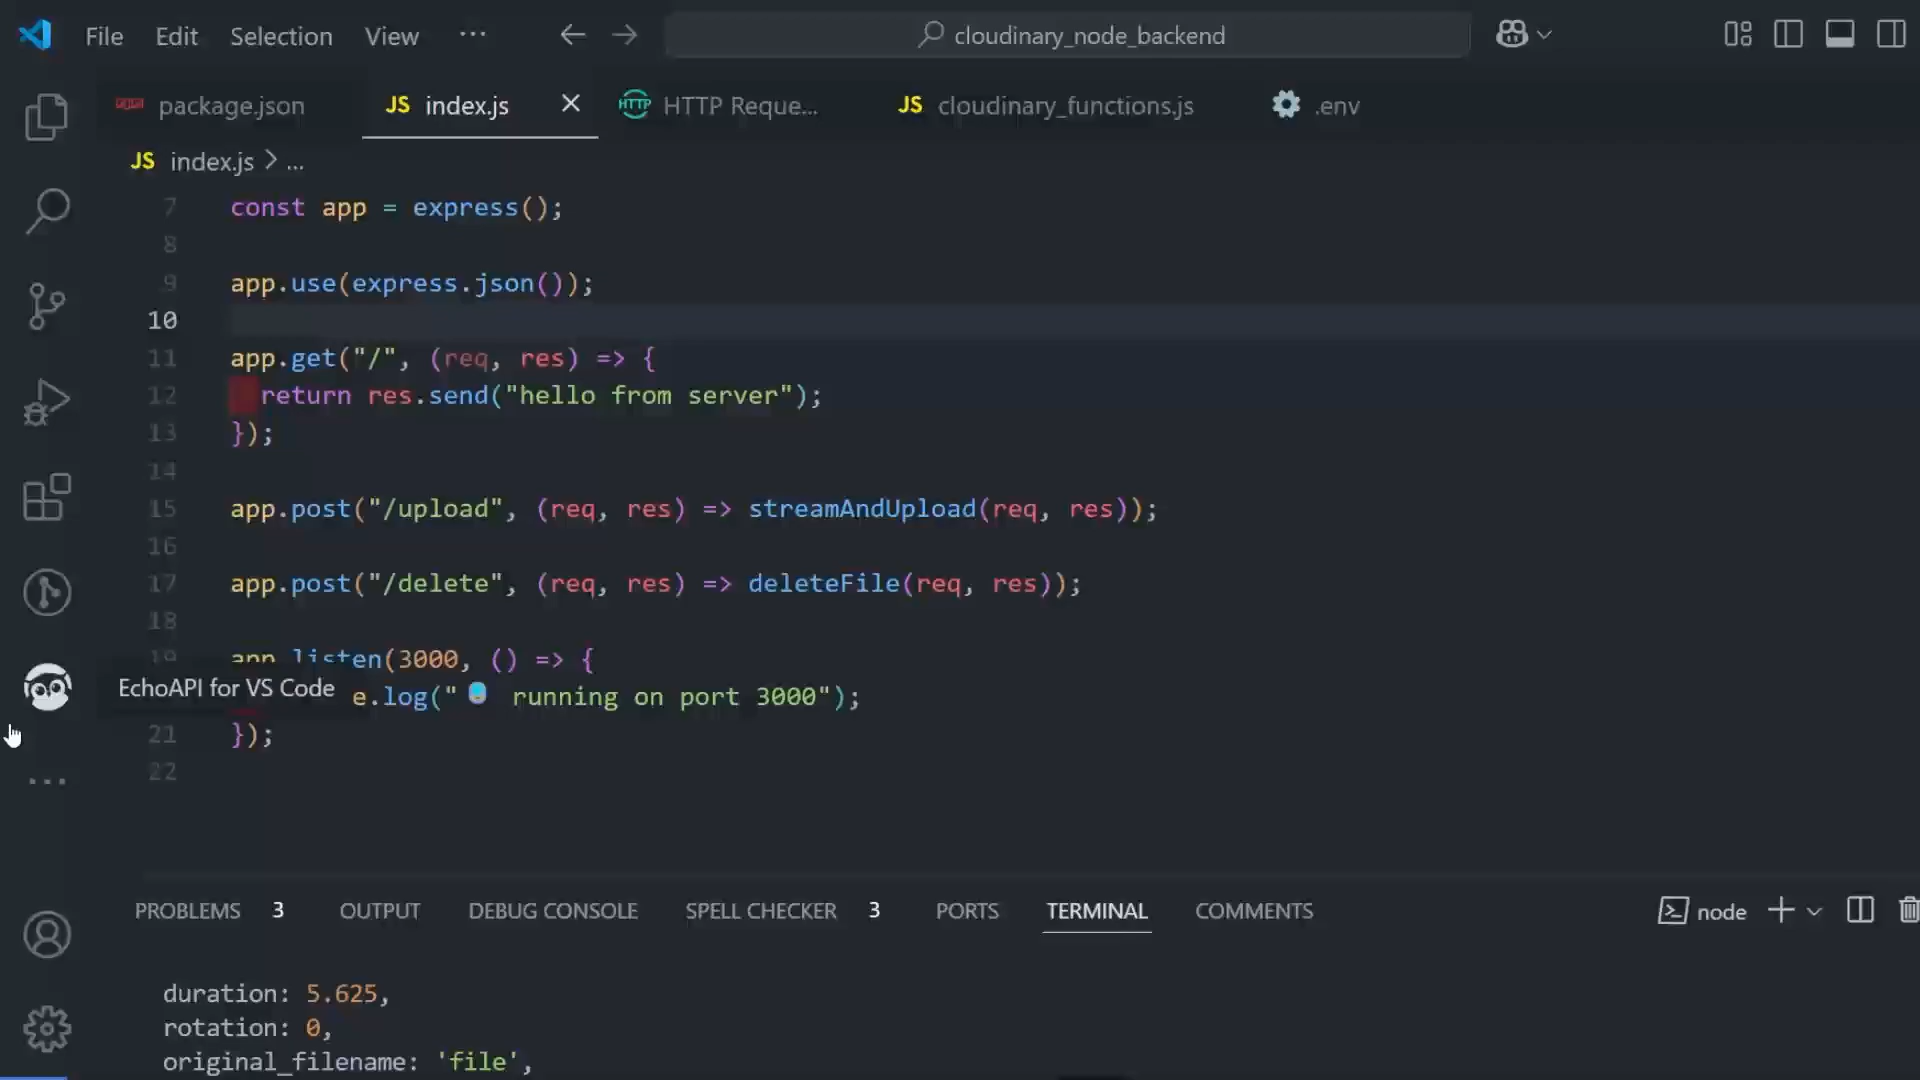 File Edit Selection View ··· cloudinary_node_backend
package.json JS index.js HTTP HTTP Reque... JS cloudinary_functions.js .env
JS index.js > ...
7 const app = express();
8
9 app.use(express.json());
10
11 app.get("/", (req, res) => {
12 return res.send("hello from server");
13 });
14
15 app.post("/upload", (req, res) => streamAndUpload(req, res));
16
17 app.post("/delete", (req, res) => deleteFile(req, res));
18
19 app.listen(3000, () => {
EchoAPI for VS Code e.log(" running on port 3000");
21 });
22
PROBLEMS 3 OUTPUT DEBUG CONSOLE SPELL CHECKER 3 PORTS TERMINAL COMMENTS node
duration: 5.625,
rotation: 0,
original_filename: 'file',